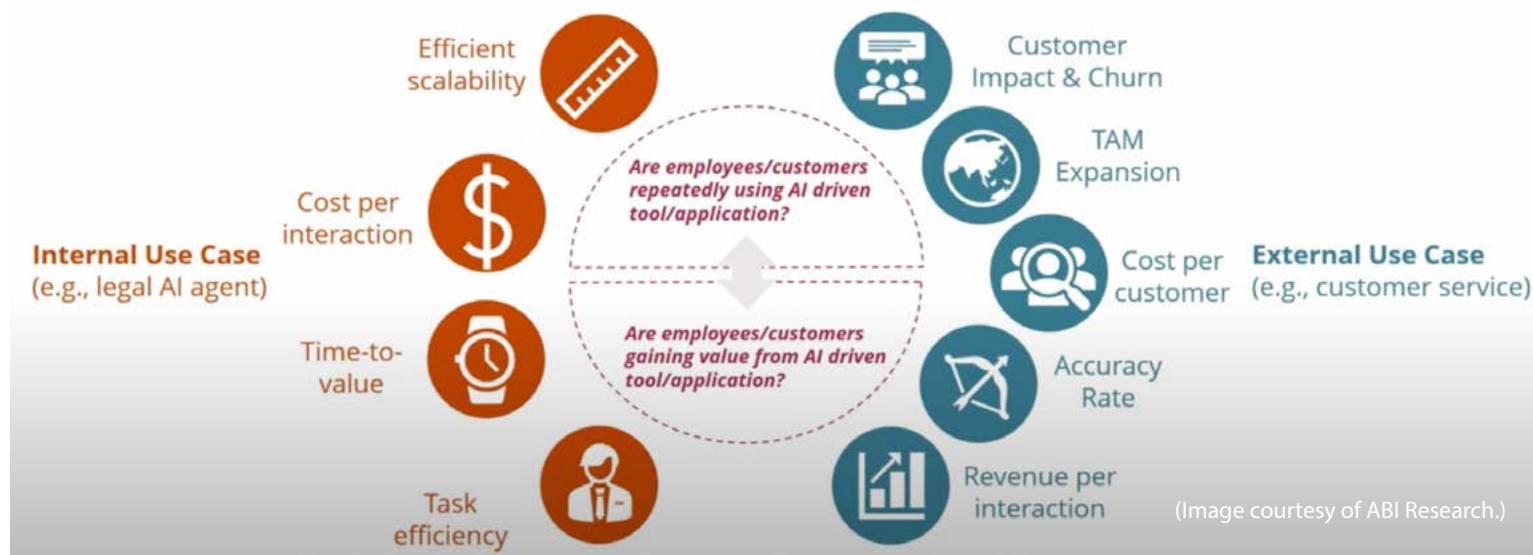 Efficient
scalability
Cost per
interaction
Internal Use Case
(e.g., legal AI agent)
Time-to-
value
Task
efficiency
Are employees/customers
repeatedly using AI driven
tool/application?
Are employees/customers
gaining value from AI driven
tool/application?
Customer
Impact & Churn
TAM
Expansion
Cost per
customer
External Use Case
(e.g., customer service)
Accuracy
Rate
Revenue per
interaction
(Image courtesy of ABI Research.)